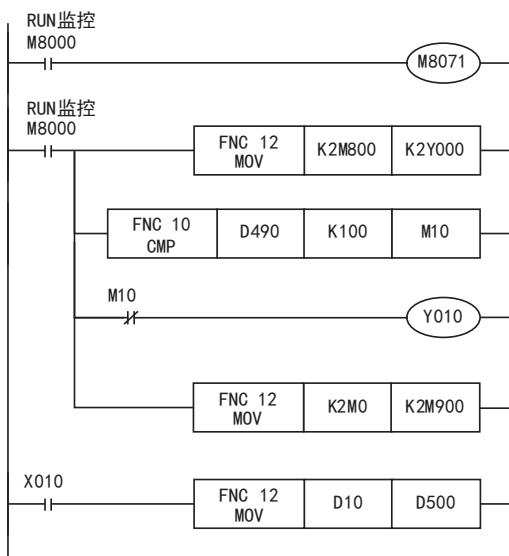 RUN监控
M8000
M8071
RUN监控
M8000
FNC 12
MOV
K2M800
K2Y000
FNC 10
CMP
D490
K100
M10
M10
Y010
FNC 12
MOV
K2M0
K2M900
X010
FNC 12
MOV
D10
D500